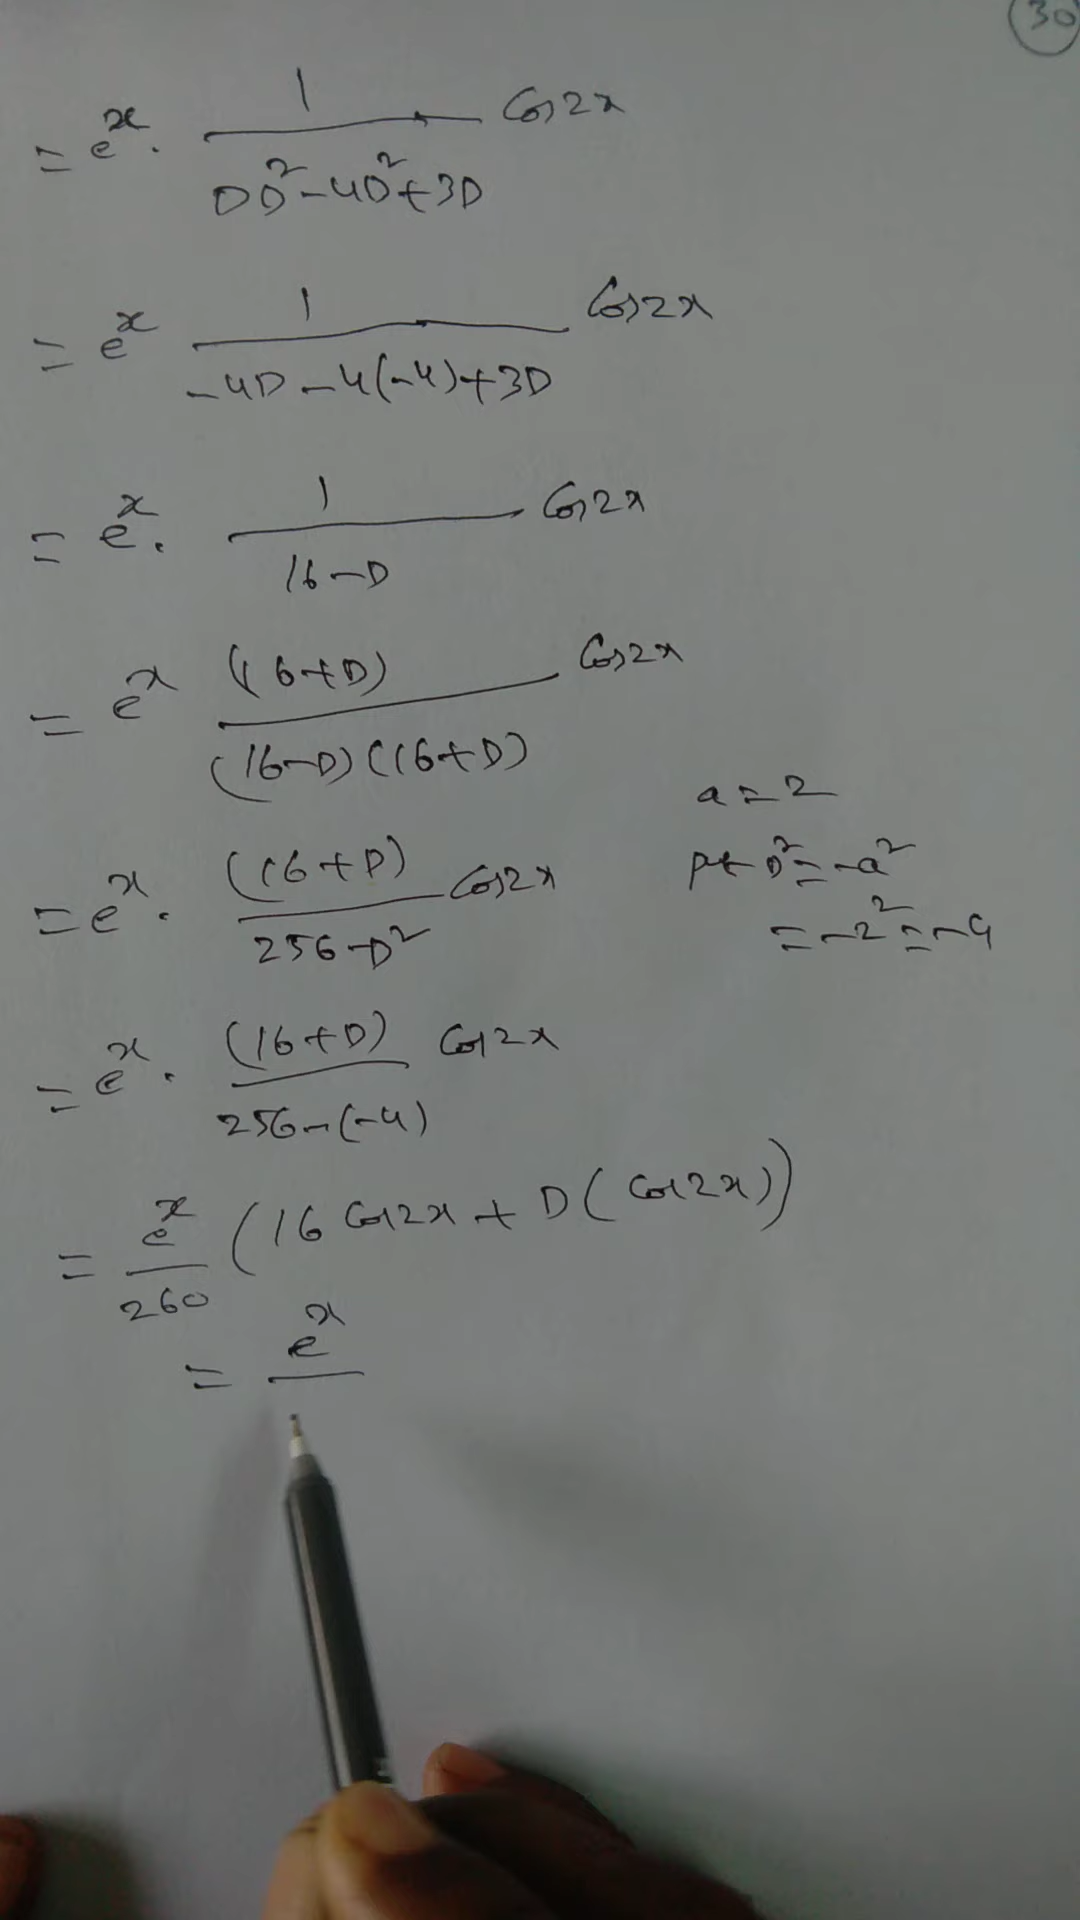 30
= e^x . 1/(DD^2-4D^2+3D) Cos2x
= e^x 1/(-4D-4(-4)+3D) Cos2x
= e^x . 1/(16-D) Cos2x
= e^x (16+D)/((16-D)(16+D)) Cos2x
a=2
= e^x . (16+D)/(256-D^2) Cos2x
put D^2=-a^2
=-2^2=-4
= e^x . (16+D)/(256-(-4)) Cos2x
= e^x/260 (16 Cos2x + D(Cos2x))
= e^x/